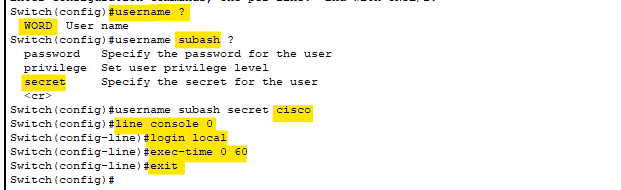 Switch(config)#username ?
  WORD  User name
Switch(config)#username subash ?
  password   Specify the password for the user
  privilege  Set user privilege level
  secret     Specify the secret for the user
  <cr>
Switch(config)#username subash secret cisco
Switch(config)#line console 0
Switch(config-line)#login local
Switch(config-line)#exec-time 0 60
Switch(config-line)#exit
Switch(config)#